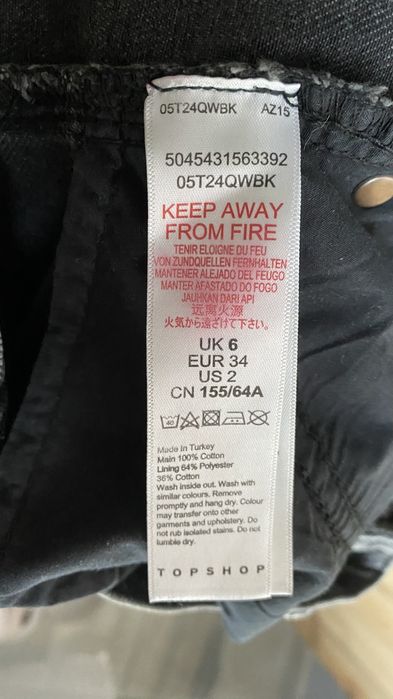 05T24QWBK AZ15
5045431563392
05T24QWBK
KEEP AWAY
FROM FIRE
TENIR ELOIGNE DU FEU
VON ZUNDQUELLEN FERNHALTEN
MANTENER ALEJADO DEL FEUGO
MANTER AFASTADO DO FOGO
JAUHKAN DARI API
远离火源
火気から遠ざけて下さい。
UK 6
EUR 34
US 2
CN 155/64A
40
Made in Turkey
Main 100% Cotton
Lining 64% Polyester
36% Cotton
Wash inside out. Wash with
similar colours. Remove
promptly and hang dry. Colour
may transfer onto other
garments and upholstery. Do
not rub isolated stains. Do not
tumble dry.
TOPSHOP